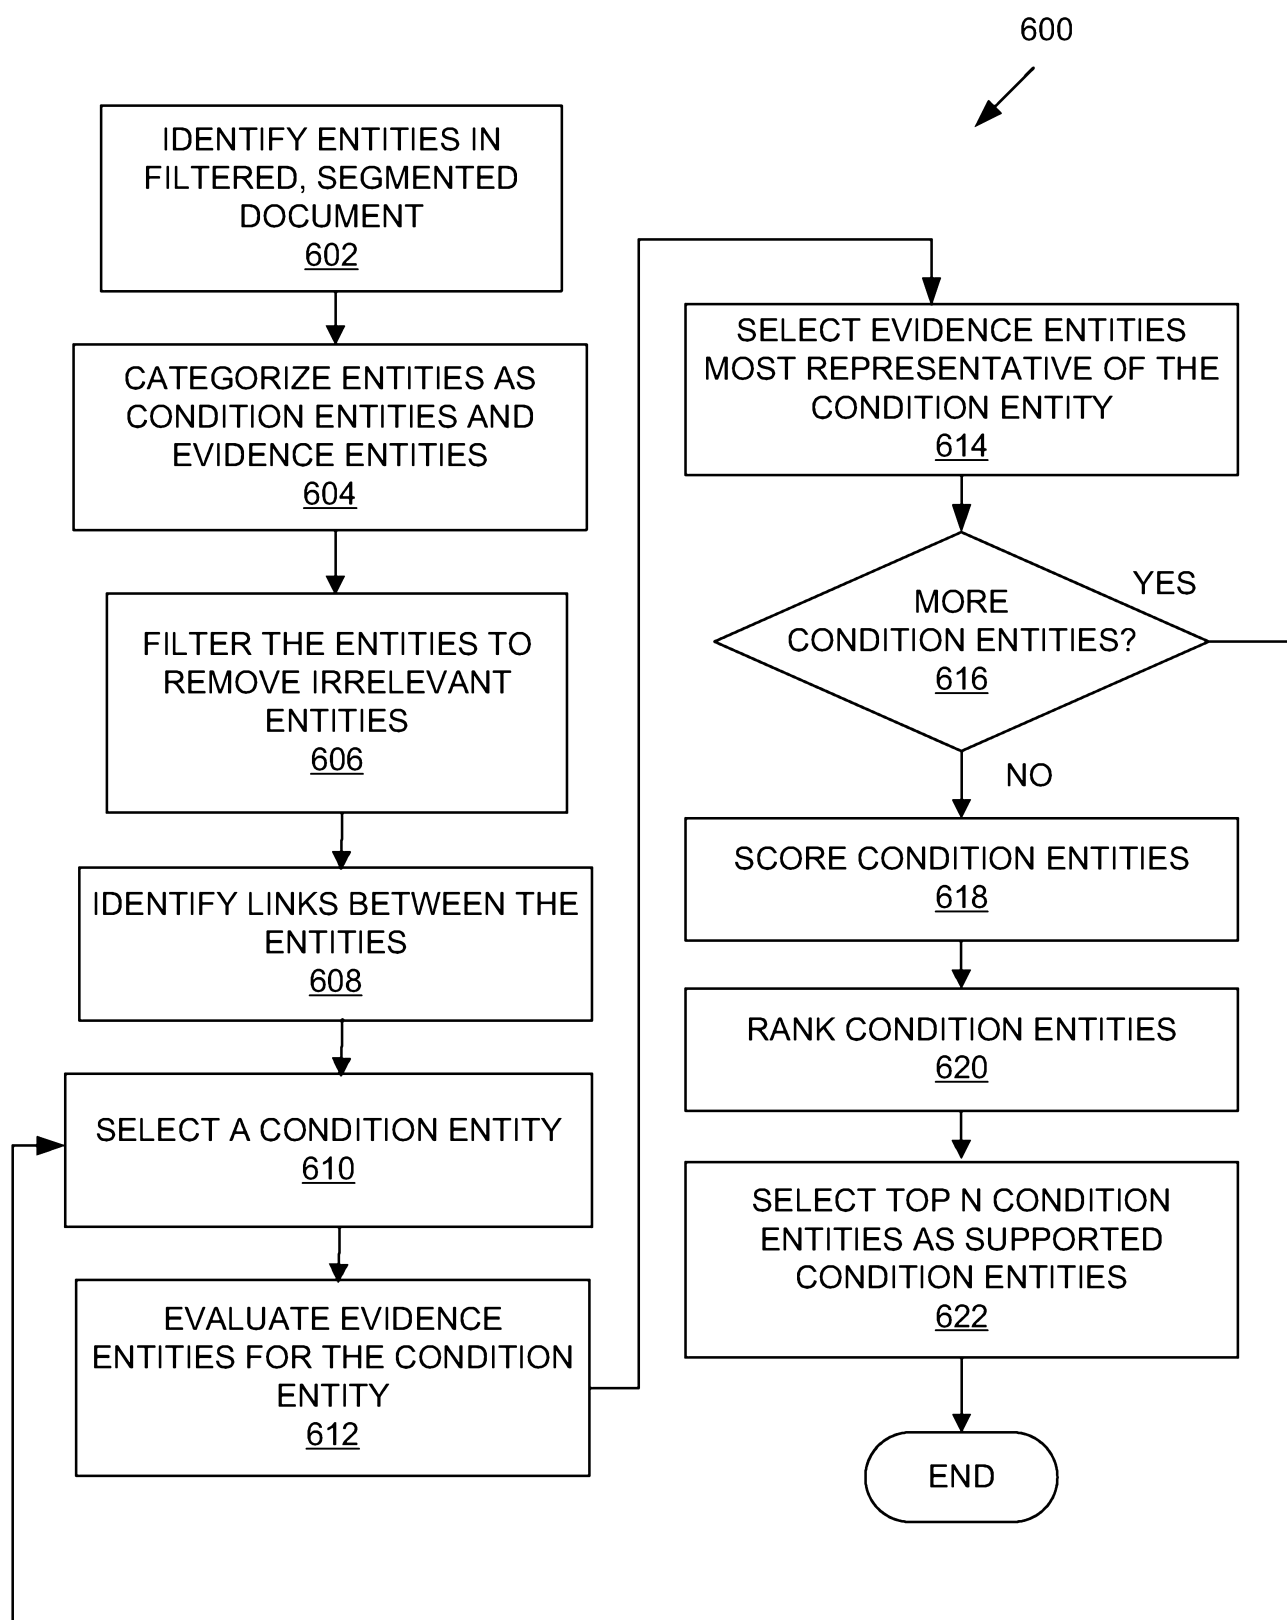 600
IDENTIFY ENTITIES IN
FILTERED, SEGMENTED
DOCUMENT
602
CATEGORIZE ENTITIES AS
CONDITION ENTITIES AND
EVIDENCE ENTITIES
604
FILTER THE ENTITIES TO
REMOVE IRRELEVANT
ENTITIES
606
IDENTIFY LINKS BETWEEN THE
ENTITIES
608
SELECT A CONDITION ENTITY
610
EVALUATE EVIDENCE
ENTITIES FOR THE CONDITION
ENTITY
612
SELECT EVIDENCE ENTITIES
MOST REPRESENTATIVE OF THE
CONDITION ENTITY
614
MORE
CONDITION ENTITIES?
616
YES
NO
SCORE CONDITION ENTITIES
618
RANK CONDITION ENTITIES
620
SELECT TOP N CONDITION
ENTITIES AS SUPPORTED
CONDITION ENTITIES
622
END